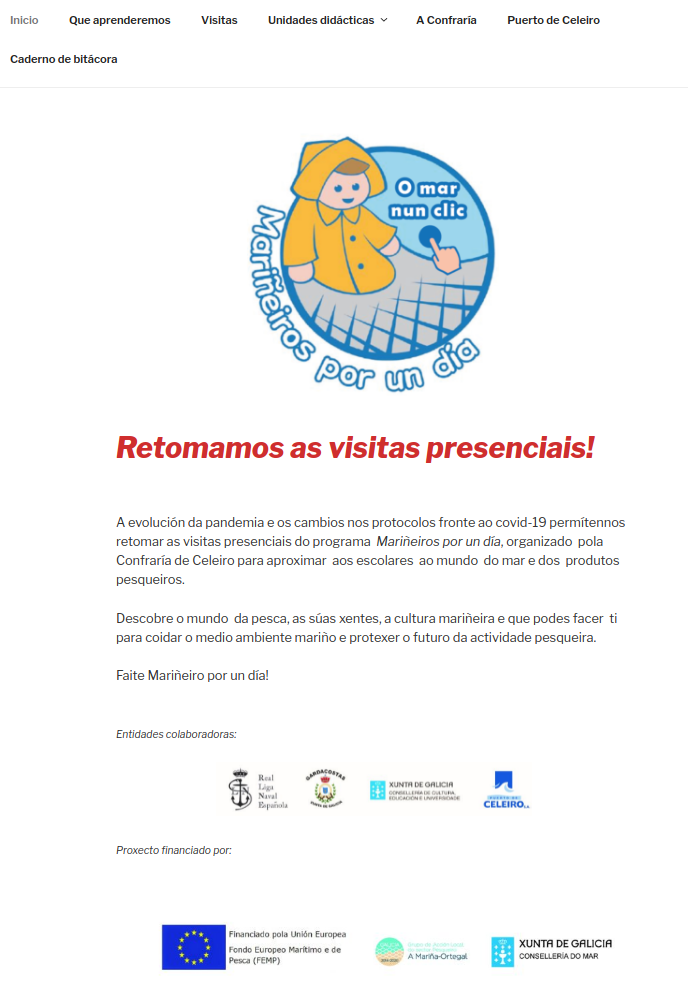 Inicio
Que aprenderemos
Visitas
Unidades didácticas
A Confraría
Puerto de Celeiro
Caderno de bitácora
O mar
nun clic
Mariñeiros por un día
Retomamos as visitas presenciais!
A evolución da pandemia e os cambios nos protocolos fronte ao covid-19 permítennos
retomar as visitas presenciais do programa Mariñeiros por un día, organizado pola
Confraría de Celeiro para aproximar aos escolares ao mundo do mar e dos produtos
pesqueiros.
Descobre o mundo da pesca, as súas xentes, a cultura mariñeira e que podes facer ti
para coidar o medio ambiente mariño e protexer o futuro da actividade pesqueira.
Faite Mariñeiro por un día!
Entidades colaboradoras:
Real
Liga
Naval
Española
GARDACOSTAS
XUNTA DE GALICIA
XUNTA DE GALICIA
CONSELLERÍA DE CULTURA,
EDUCACIÓN E UNIVERSIDADE
CELEIRO
Proxecto financiado por:
Financiado pola Unión Europea
Fondo Europeo Marítimo e de
Pesca (FEMP)
A Mariña-Ortegal
XUNTA DE GALICIA
CONSELLERÍA DO MAR